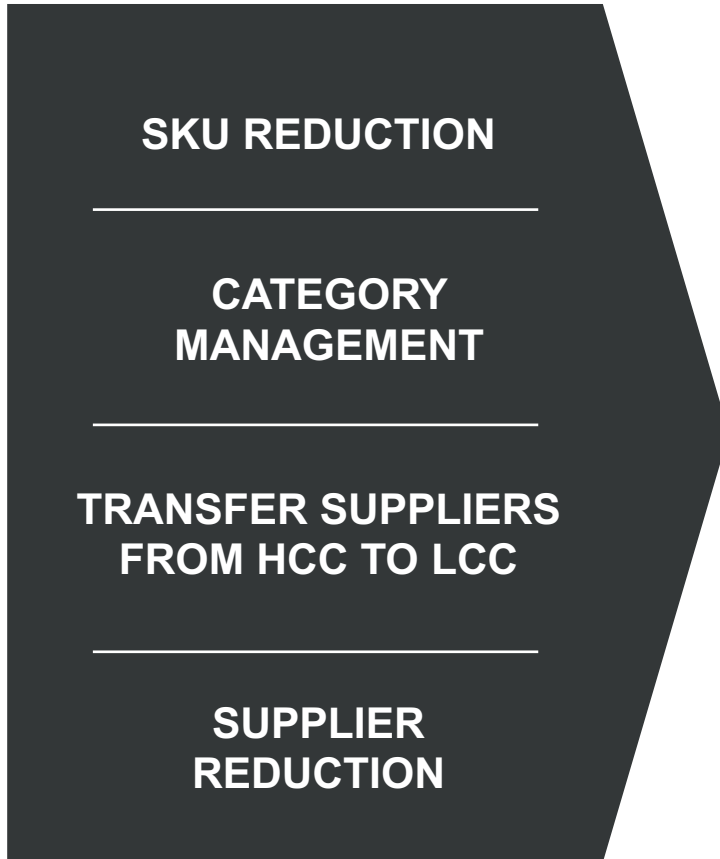 SKU REDUCTION
CATEGORY
MANAGEMENT
TRANSFER SUPPLIERS
FROM HCC TO LCC
SUPPLIER
REDUCTION